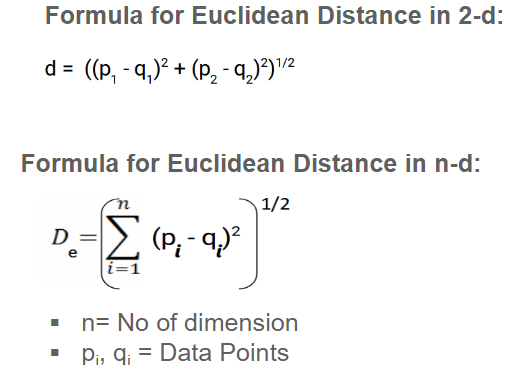 Formula for Euclidean Distance in 2-d:
d = ((p₁ - q₁)² + (p₂ - q₂)²)¹/²
Formula for Euclidean Distance in n-d:
Dₑ = (∑ⁿᵢ₌₁ (pᵢ - qᵢ)²)¹/²
▪ n= No of dimension
▪ pᵢ, qᵢ = Data Points